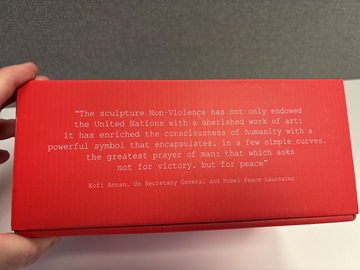 "The sculpture Non-Violence has not only endowed
the United Nations with a cherished work of art;
it has enriched the consciousness of humanity with a
powerful symbol that encapsulates, in a few simple curves,
the greatest prayer of man; that which asks
not for victory, but for peace"
Kofi Annan, Un Secretary General and Nobel Peace Laureates